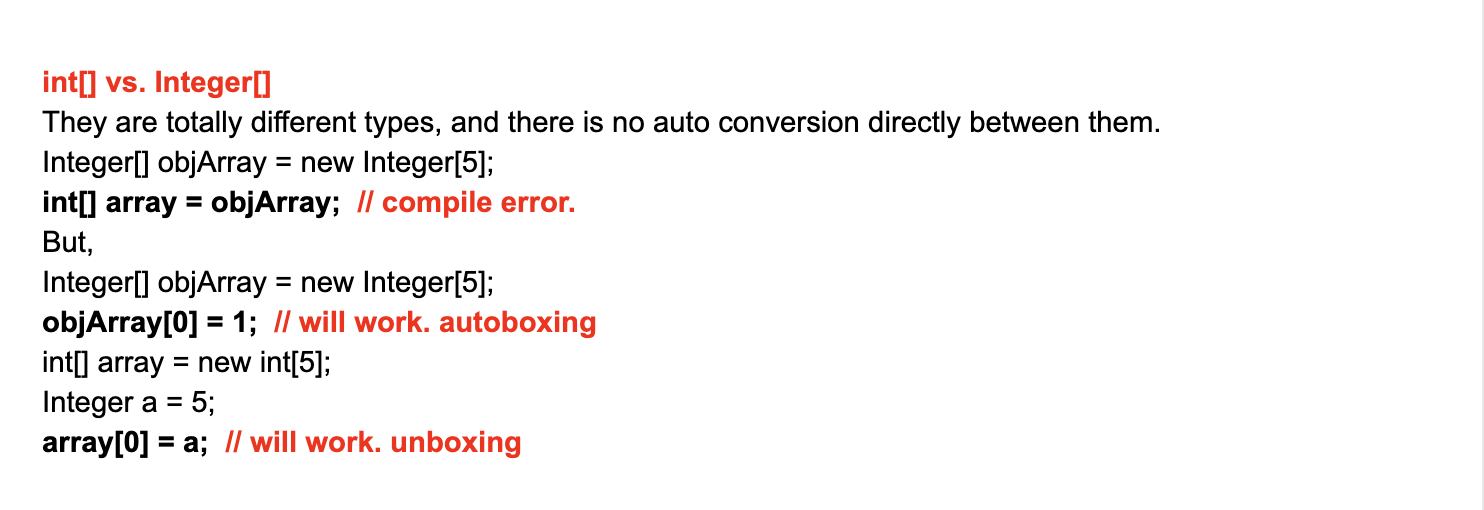 int[] vs. Integer[]
They are totally different types, and there is no auto conversion directly between them.
Integer[] objArray = new Integer[5];
int[] array = objArray;  // compile error.
But,
Integer[] objArray = new Integer[5];
objArray[0] = 1;  // will work. autoboxing
int[] array = new int[5];
Integer a = 5;
array[0] = a;  // will work. unboxing